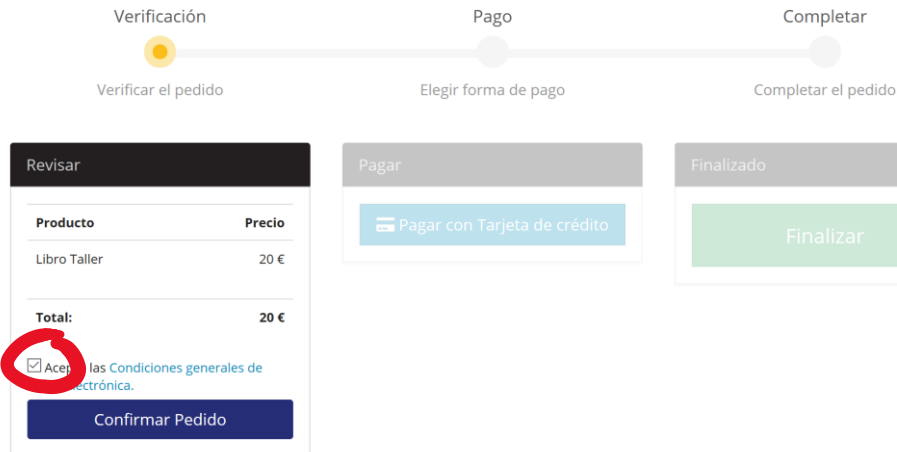 Verificación
Pago
Completar
Verificar el pedido
Elegir forma de pago
Completar el pedido
Revisar
Pagar
Finalizado
Producto Precio
Pagar con Tarjeta de crédito
Finalizar
Libro Taller 20 €
Total: 20 €
las Condiciones generales de
Confirmar Pedido